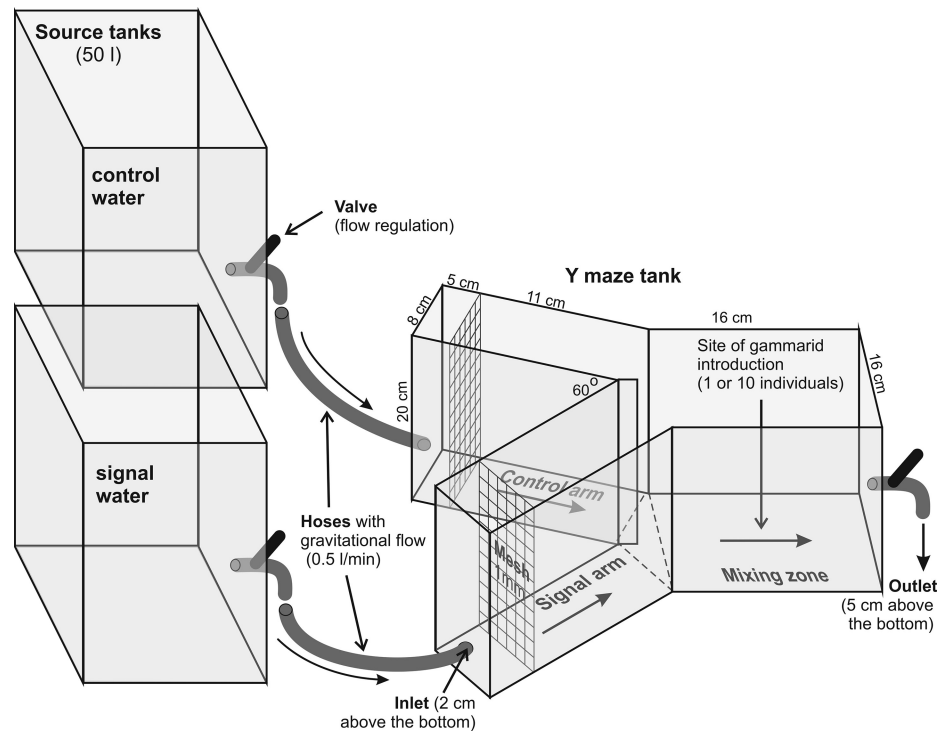 Source tanks
(50 l)
control
water
Valve
(flow regulation)
Y maze tank
5 cm
11 cm
8 cm
16 cm
Site of gammarid
introduction
(1 or 10 individuals)
16 cm
60°
20 cm
Control arm
signal
water
Hoses with
gravitational flow
(0.5 l/min)
Mesh
1mm
Signal arm
Mixing zone
Outlet
(5 cm above
the bottom)
Inlet (2 cm
above the bottom)